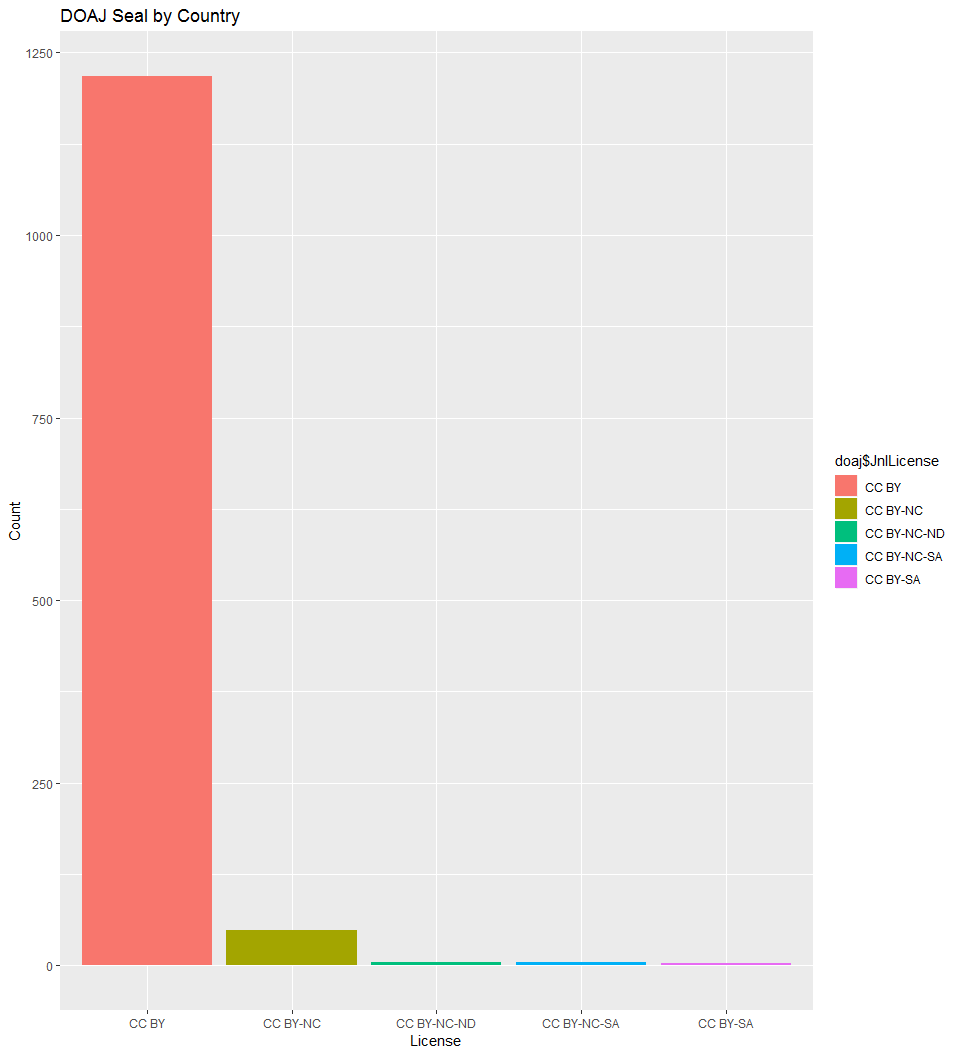 DOAJ Seal by Country
1250
1000
750
500
250
0
Count
CC BY
CC BY-NC
CC BY-NC-ND
CC BY-NC-SA
CC BY-SA
License
doaj$JnlLicense
CC BY
CC BY-NC
CC BY-NC-ND
CC BY-NC-SA
CC BY-SA